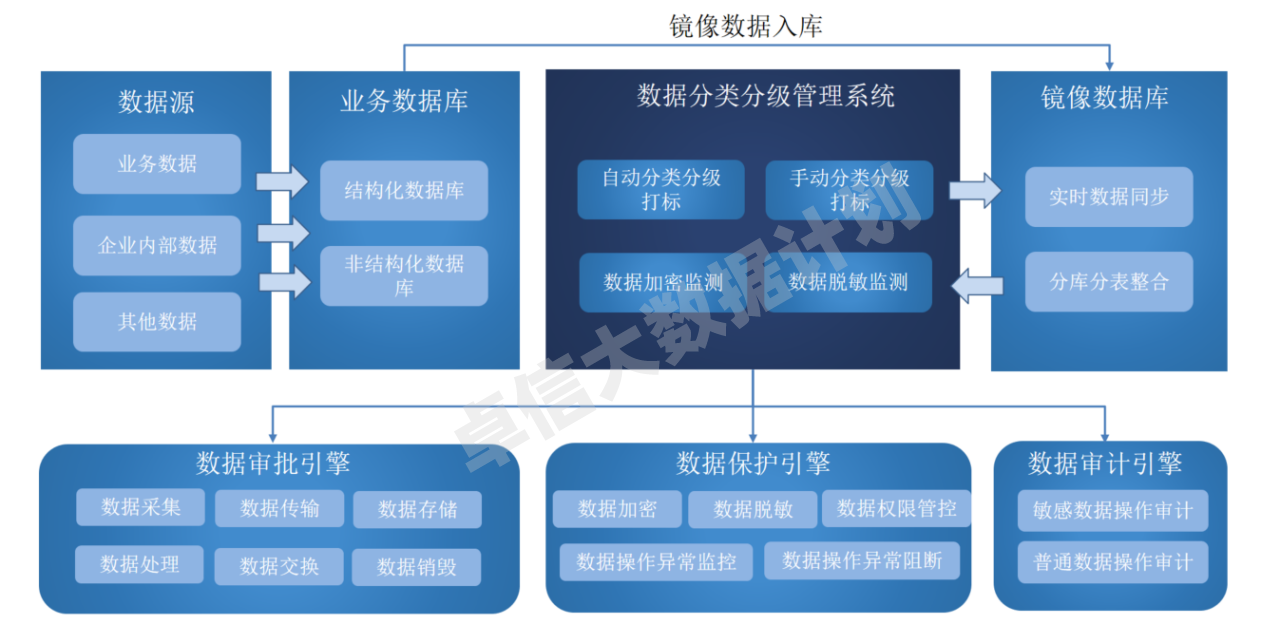 镜像数据入库
数据源
业务数据
企业内部数据
其他数据
业务数据库
结构化数据库
非结构化数据
库
数据分类分级管理系统
自动分类分级
打标
手动分类分级
打标
数据加密监测
数据脱敏监测
镜像数据库
实时数据同步
分库分表整合
卓信大数据计划
数据审批引擎
数据采集
数据传输
数据存储
数据处理
数据交换
数据销毁
数据保护引擎
数据加密
数据脱敏
数据权限管控
数据操作异常监控
数据操作异常阻断
数据审计引擎
敏感数据操作审计
普通数据操作审计